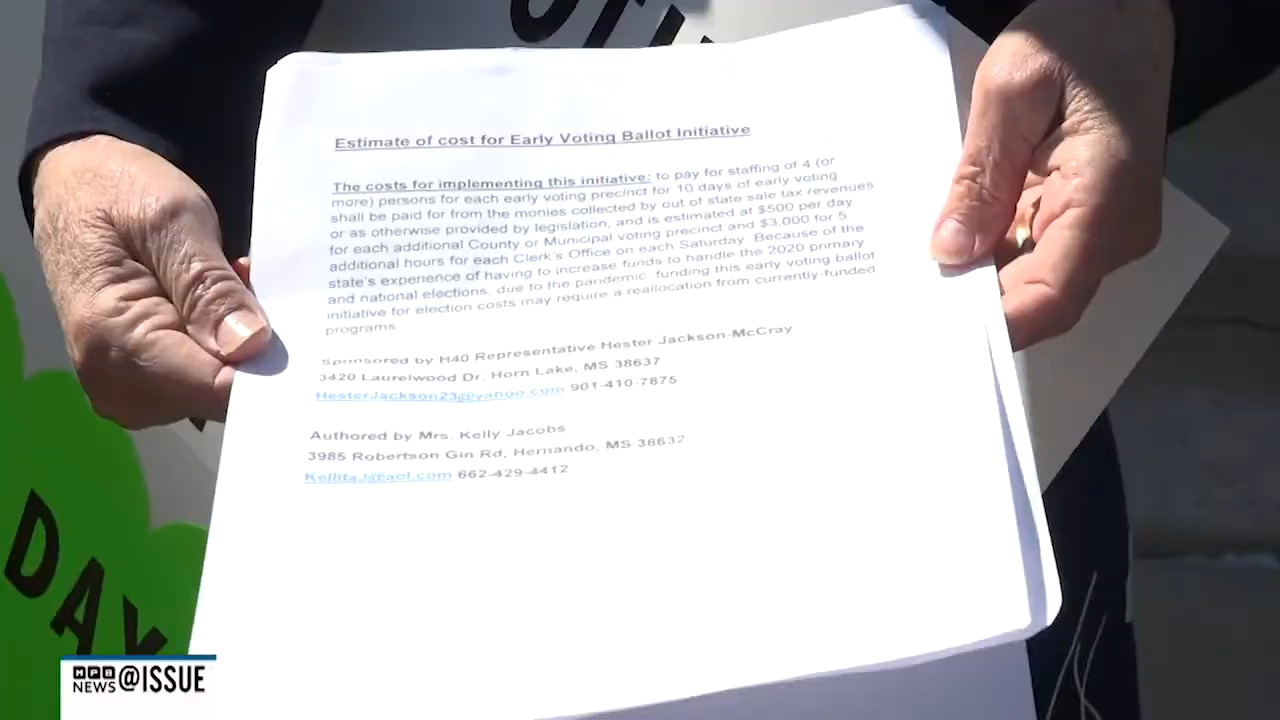 Estimate of cost for Early Voting Ballot Initiative
The costs for implementing this initiative: to pay for staffing of 4 (or
more) persons for each early voting precinct for 10 days of early voting
shall be paid for from the monies collected by out of state sale tax revenues
or as otherwise provided by legislation, and is estimated at $500 per day
for each additional County or Municipal voting precinct and $3,000 for 5
additional hours for each Clerk's Office on each Saturday. Because of the
state's experience of having to increase funds to handle the 2020 primary
and national elections, due to the pandemic, funding this early voting ballot
initiative for election costs may require a reallocation from currently-funded
programs
Sponsored by H40 Representative Hester Jackson-McCray
3420 Laurelwood Dr. Horn Lake, MS 38637
HesterJackson23@yahoo.com 901-410-7875
Authored by Mrs. Kelly Jacobs
3985 Robertson Gin Rd, Hernando, MS 38632
KellitaJ@aol.com 662-429-4412
DAY
MPB
NEWS @ISSUE